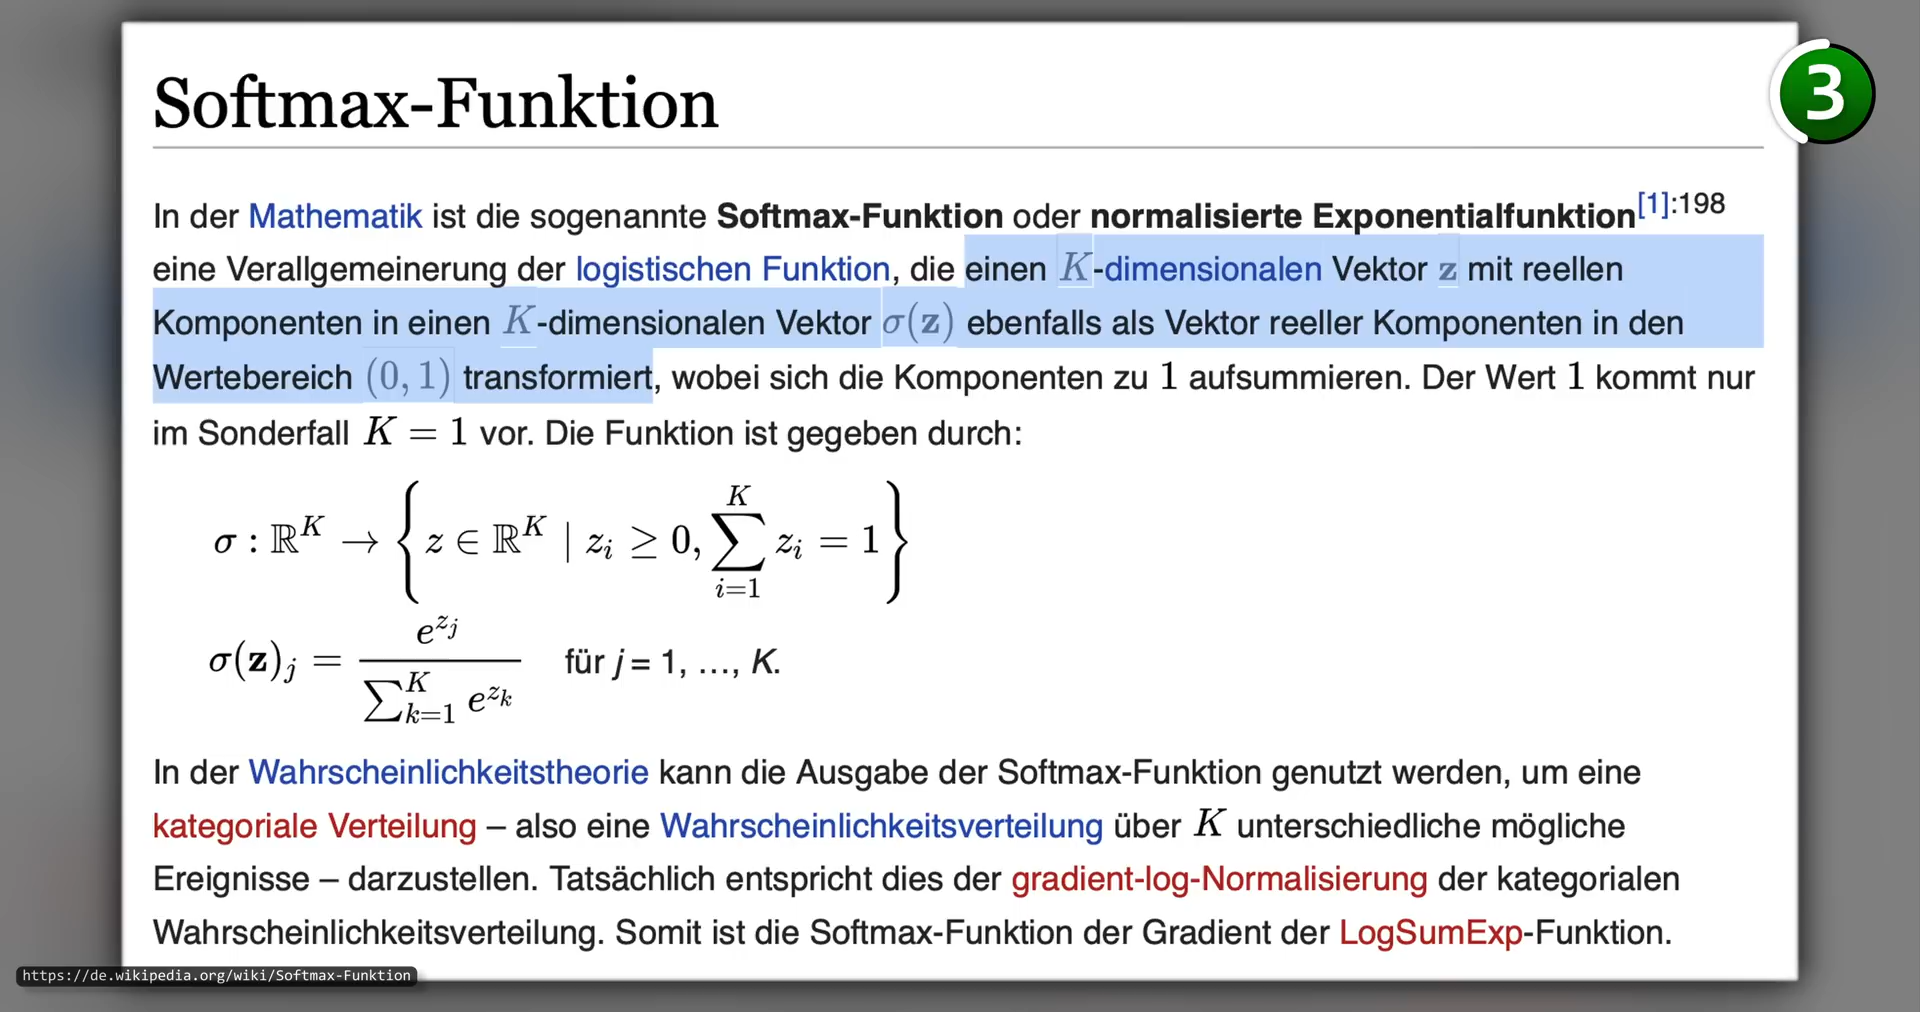 Softmax-Funktion
3
In der Mathematik ist die sogenannte Softmax-Funktion oder normalisierte Exponentialfunktion[1]:198
eine Verallgemeinerung der logistischen Funktion, die einen K-dimensionalen Vektor z mit reellen
Komponenten in einen K-dimensionalen Vektor σ(z) ebenfalls als Vektor reeller Komponenten in den
Wertebereich (0, 1) transformiert, wobei sich die Komponenten zu 1 aufsummieren. Der Wert 1 kommt nur
im Sonderfall K = 1 vor. Die Funktion ist gegeben durch:
σ : ℝ^K → { z ∈ ℝ^K | z_i ≥ 0, ∑_{i=1}^{K} z_i = 1 }
σ(z)_j = e^{z_j} / ∑_{k=1}^{K} e^{z_k} für j = 1, …, K.
In der Wahrscheinlichkeitstheorie kann die Ausgabe der Softmax-Funktion genutzt werden, um eine
kategoriale Verteilung – also eine Wahrscheinlichkeitsverteilung über K unterschiedliche mögliche
Ereignisse – darzustellen. Tatsächlich entspricht dies der gradient-log-Normalisierung der kategorialen
Wahrscheinlichkeitsverteilung. Somit ist die Softmax-Funktion der Gradient der LogSumExp-Funktion.
https://de.wikipedia.org/wiki/Softmax-Funktion